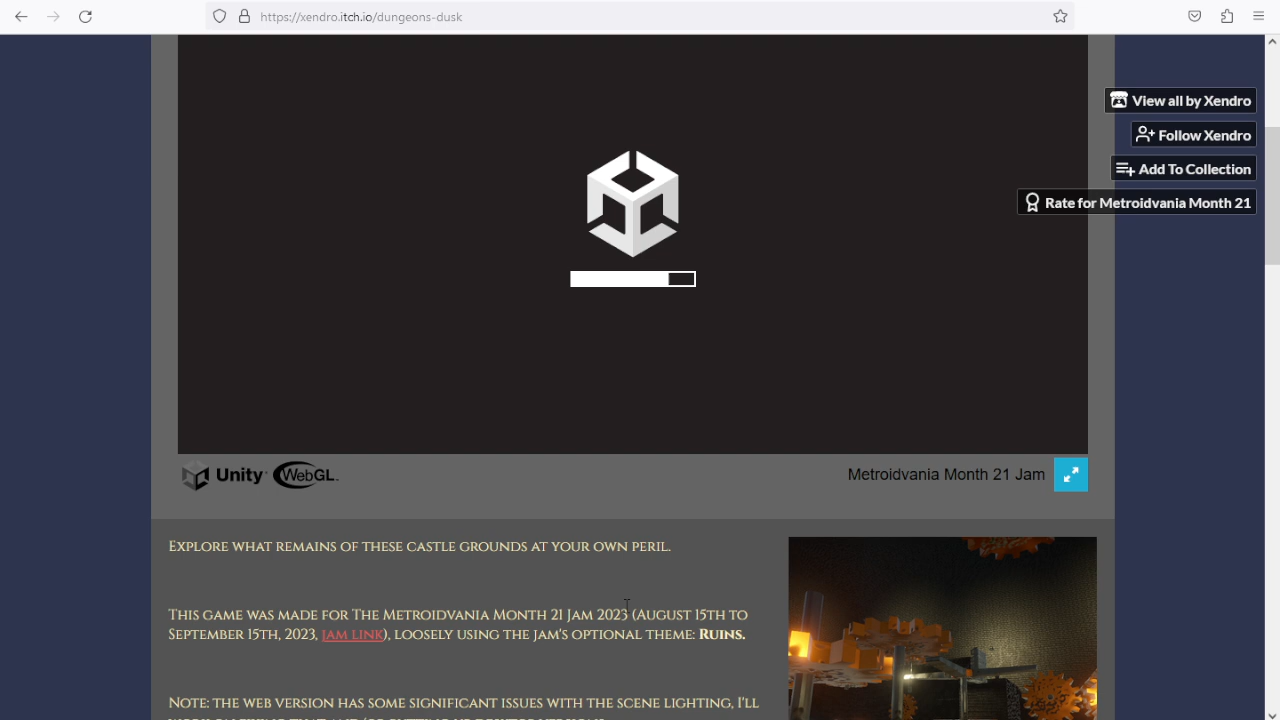 https://xendro.itch.io/dungeons-dusk
View all by Xendro
Follow Xendro
Add To Collection
Rate for Metroidvania Month 21
Unity
WebGL
Metroidvania Month 21 Jam
Explore what remains of these castle grounds at your own peril.
This game was made for The Metroidvania Month 21 Jam 2023 (August 15th to
September 15th, 2023, jam link), loosely using the jam's optional theme: Ruins.
Note: the web version has some significant issues with the scene lighting, I'll